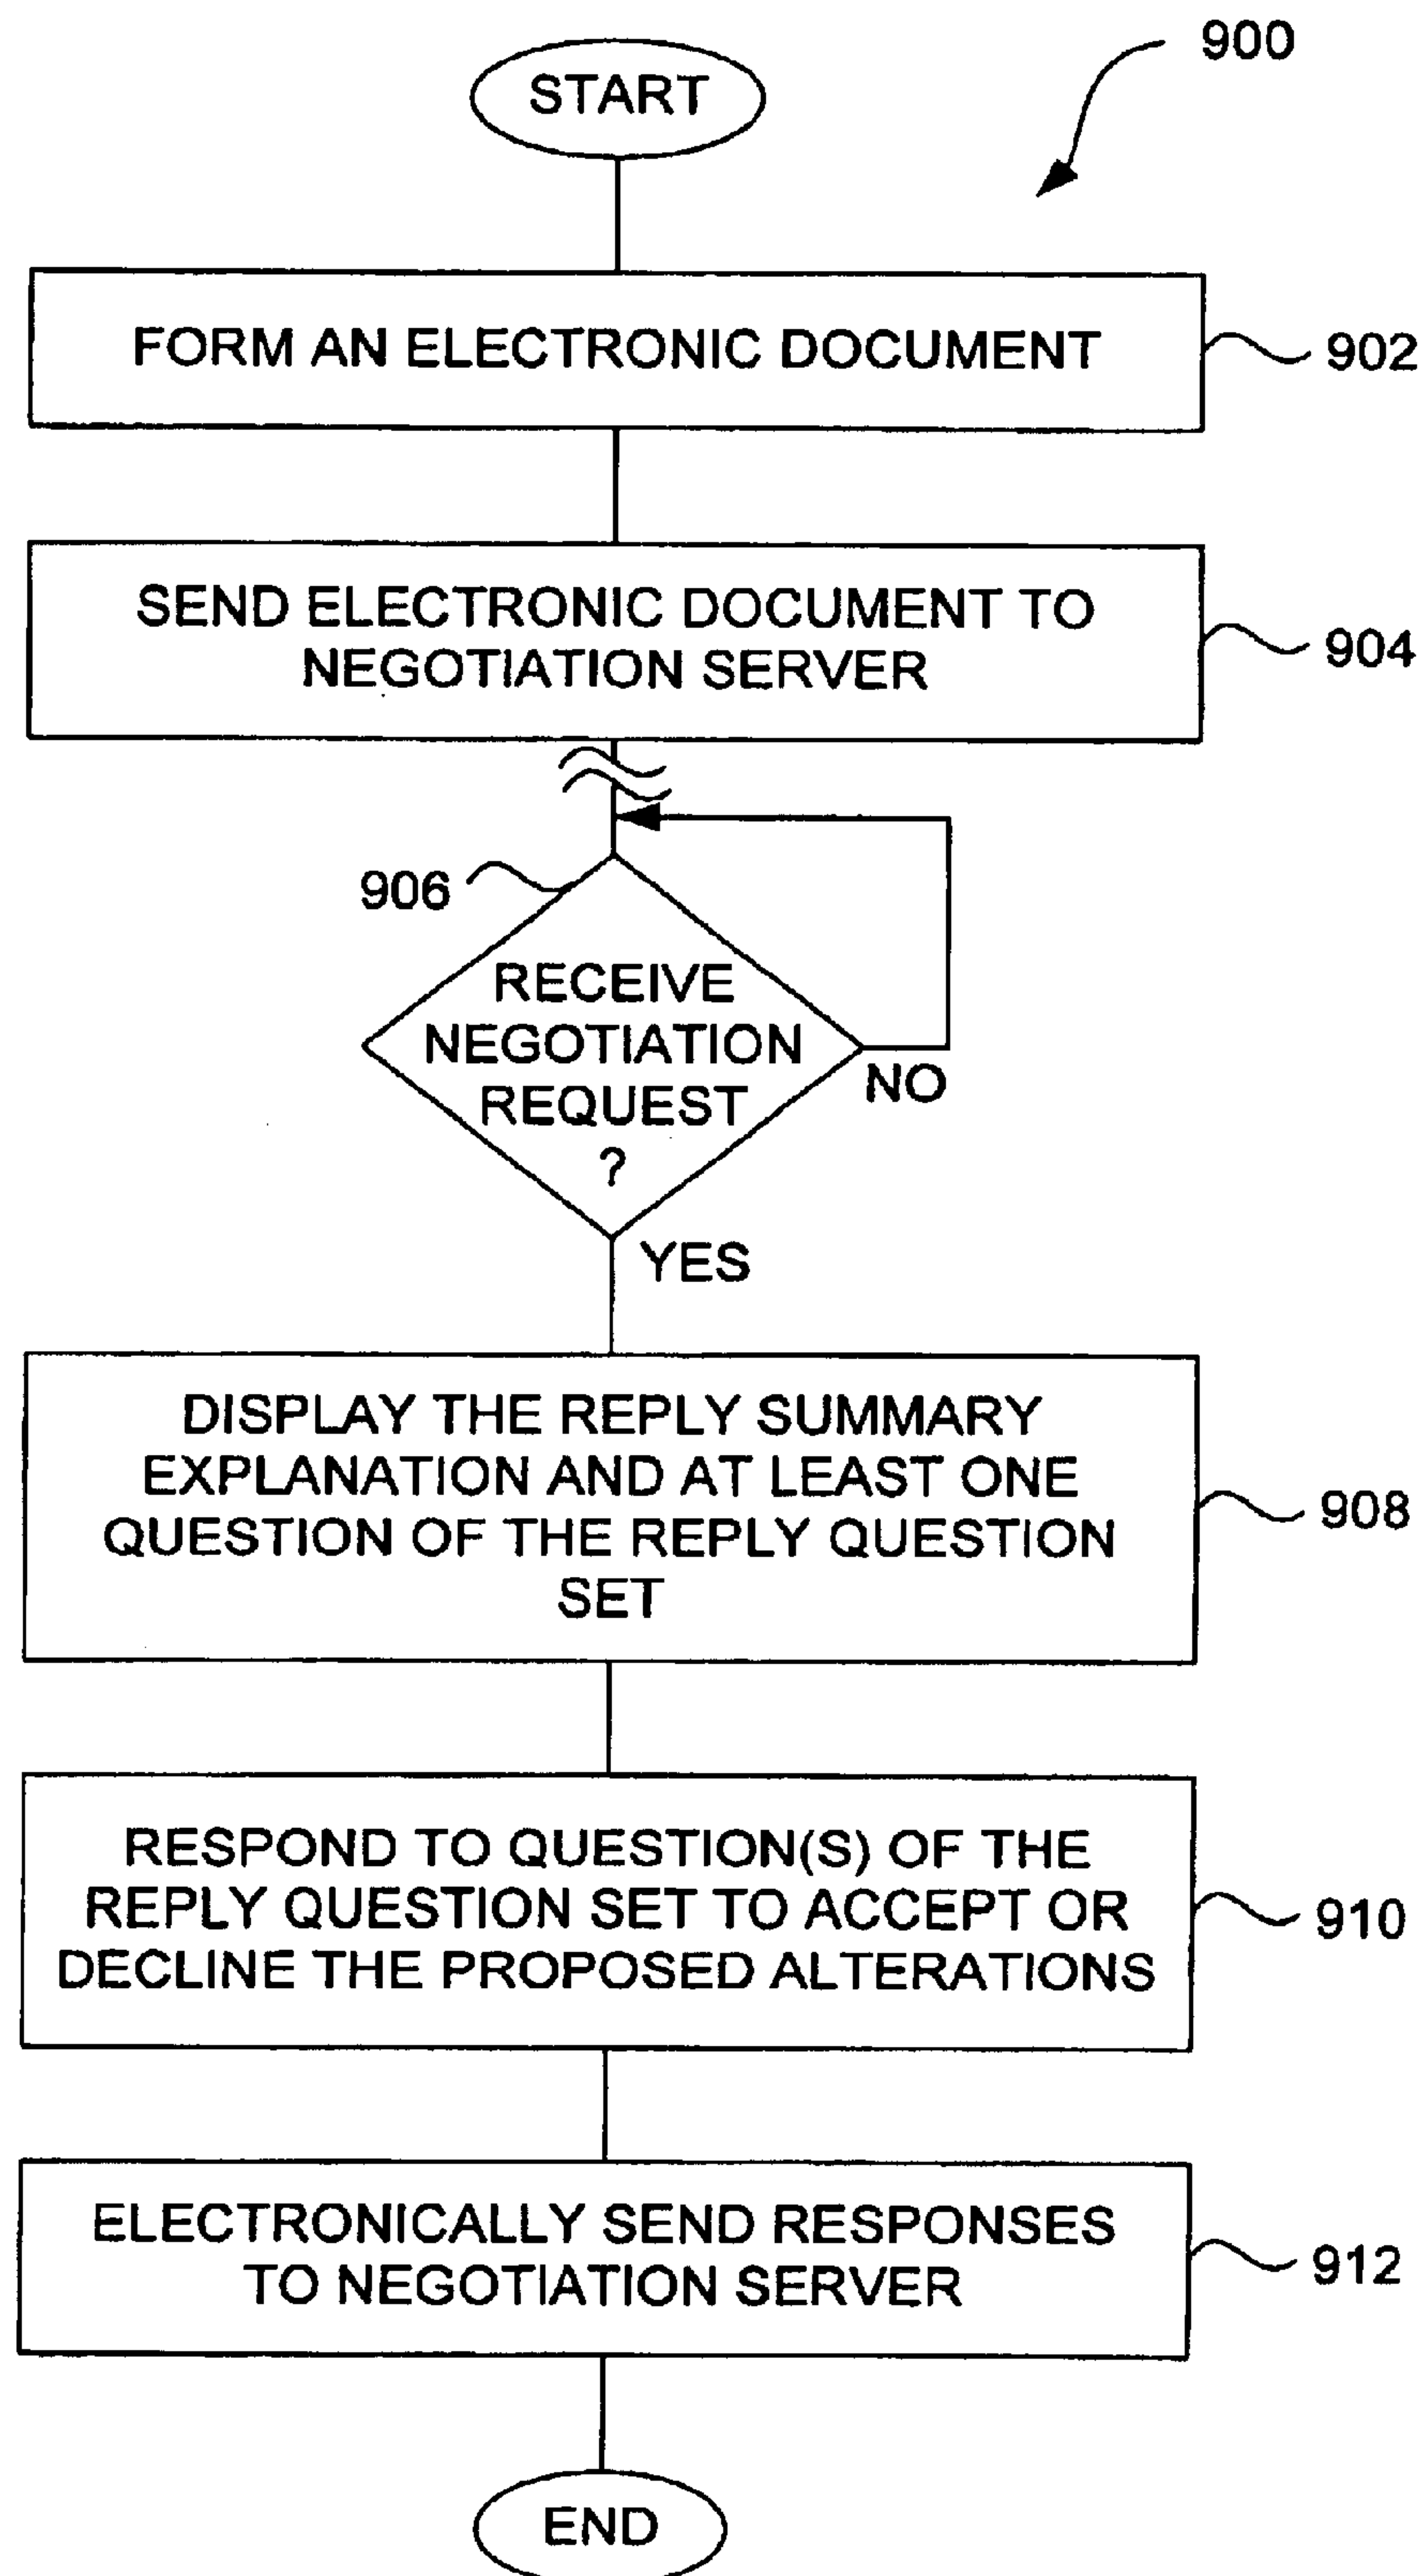 900
START
FORM AN ELECTRONIC DOCUMENT
902
SEND ELECTRONIC DOCUMENT TO
NEGOTIATION SERVER
904
906
RECEIVE
NEGOTIATION
REQUEST
?
NO
YES
DISPLAY THE REPLY SUMMARY
EXPLANATION AND AT LEAST ONE
QUESTION OF THE REPLY QUESTION
SET
908
RESPOND TO QUESTION(S) OF THE
REPLY QUESTION SET TO ACCEPT OR
DECLINE THE PROPOSED ALTERATIONS
910
ELECTRONICALLY SEND RESPONSES
TO NEGOTIATION SERVER
912
END